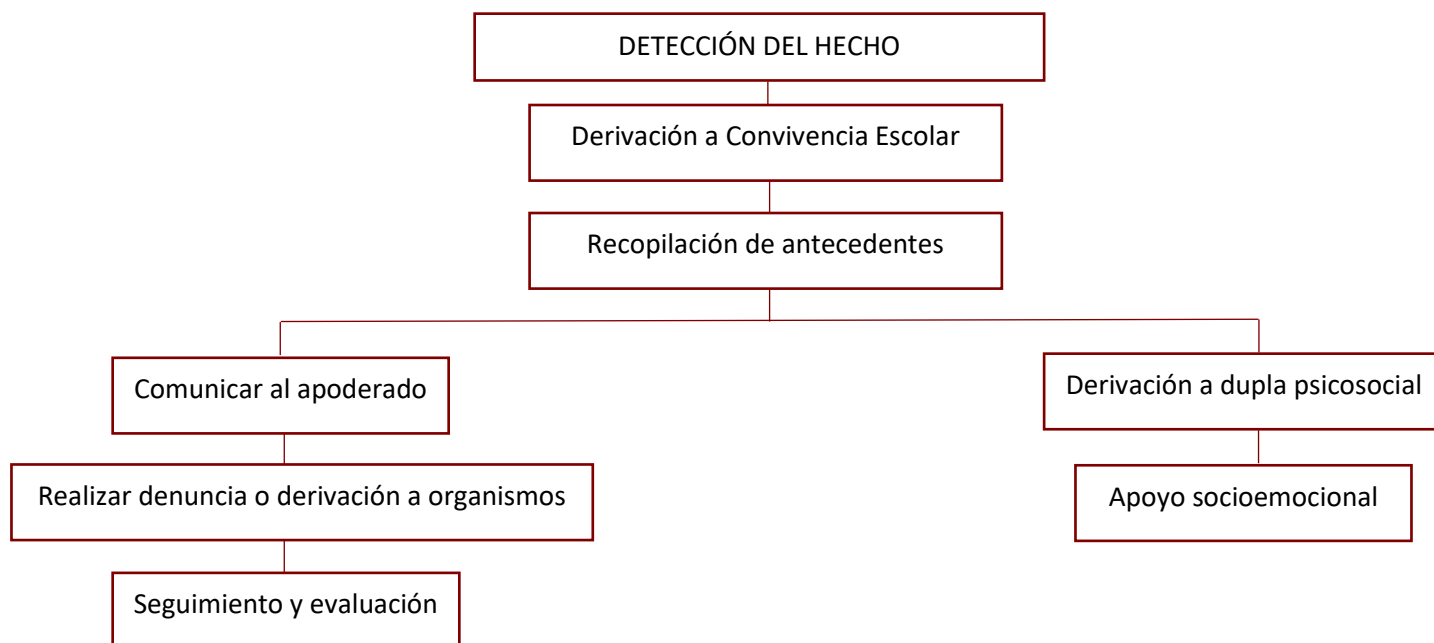 DETECCIÓN DEL HECHO
Derivación a Convivencia Escolar
Recopilación de antecedentes
Comunicar al apoderado
Derivación a dupla psicosocial
Realizar denuncia o derivación a organismos
Apoyo socioemocional
Seguimiento y evaluación